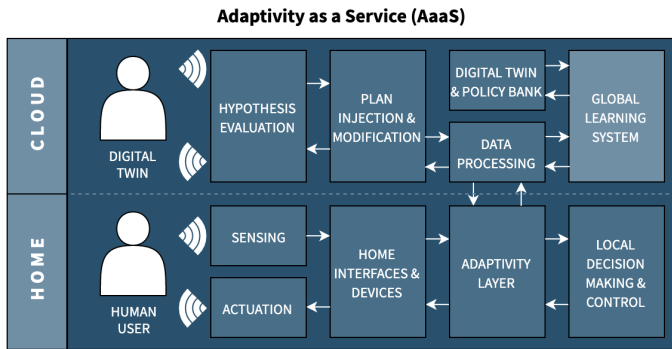 Adaptivity as a Service (AaaS)
CLOUD
DIGITAL
TWIN
HYPOTHESIS
EVALUATION
PLAN
INJECTION &
MODIFICATION
DIGITAL TWIN
& POLICY BANK
DATA
PROCESSING
GLOBAL
LEARNING
SYSTEM
HOME
HUMAN
USER
SENSING
ACTUATION
HOME
INTERFACES &
DEVICES
ADAPTIVITY
LAYER
LOCAL
DECISION
MAKING &
CONTROL